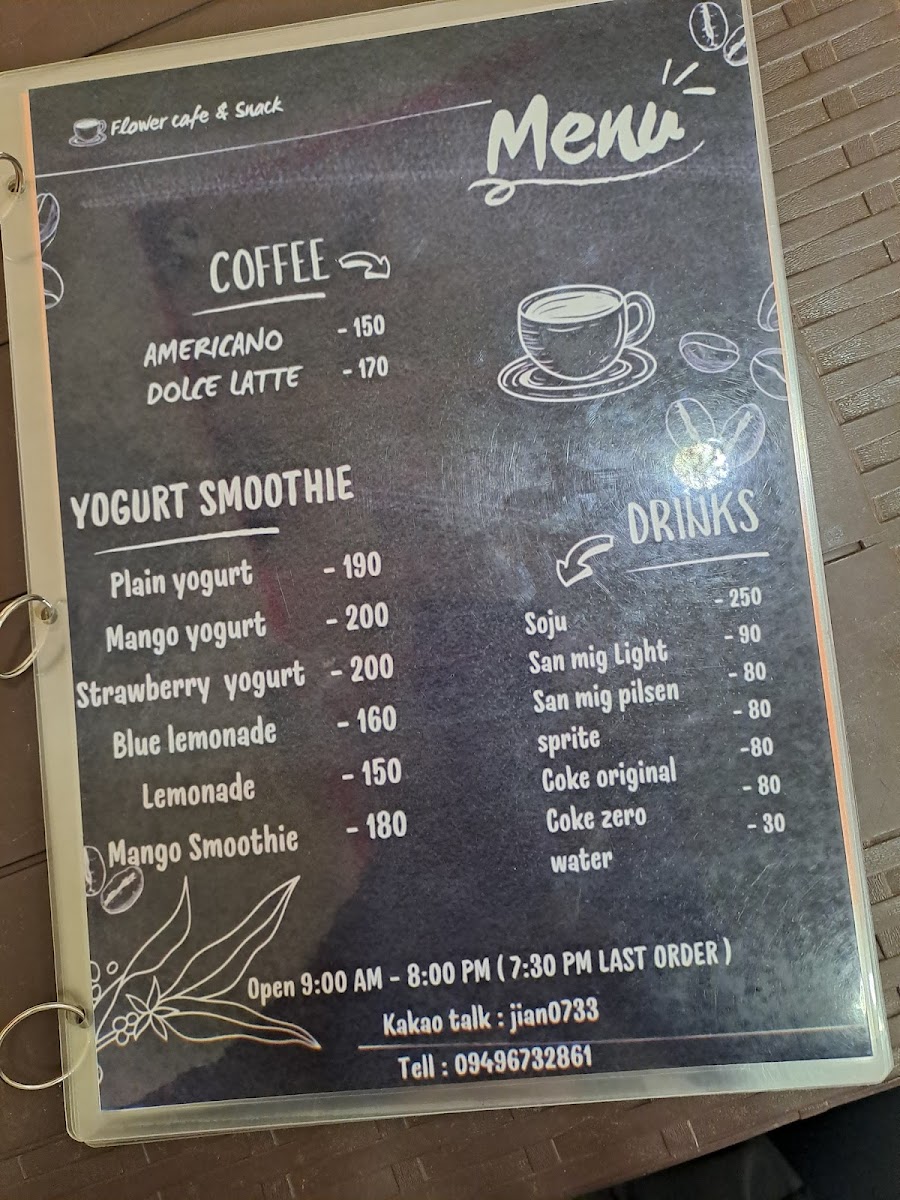 Flower cafe & Snack
Menu
COFFEE
AMERICANO - 150
DOLCE LATTE - 170
YOGURT SMOOTHIE
Plain yogurt - 190
Mango yogurt - 200
Strawberry yogurt - 200
Blue lemonade - 160
Lemonade - 150
Mango Smoothie - 180
DRINKS
Soju - 250
San mig Light - 90
San mig pilsen - 80
sprite - 80
Coke original -80
Coke zero - 80
water - 30
Open 9:00 AM - 8:00 PM ( 7:30 PM LAST ORDER )
Kakao talk : jian0733
Tell : 09496732861